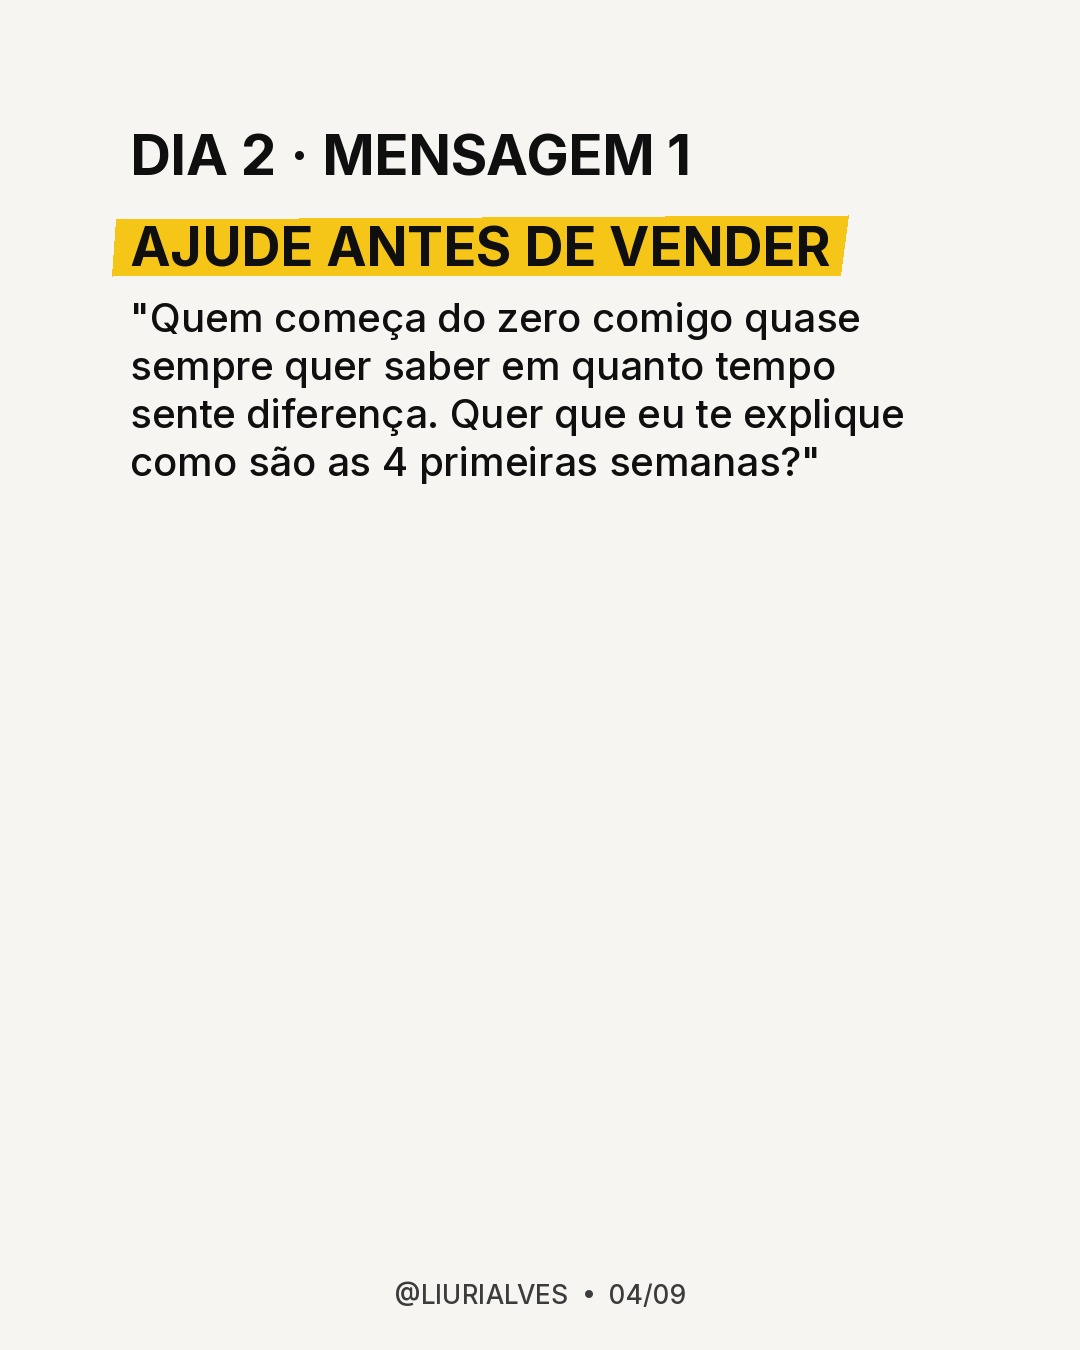 DIA 2 · MENSAGEM 1
AJUDE ANTES DE VENDER
"Quem começa do zero comigo quase
sempre quer saber em quanto tempo
sente diferença. Quer que eu te explique
como são as 4 primeiras semanas?"
@LIURIALVES • 04/09